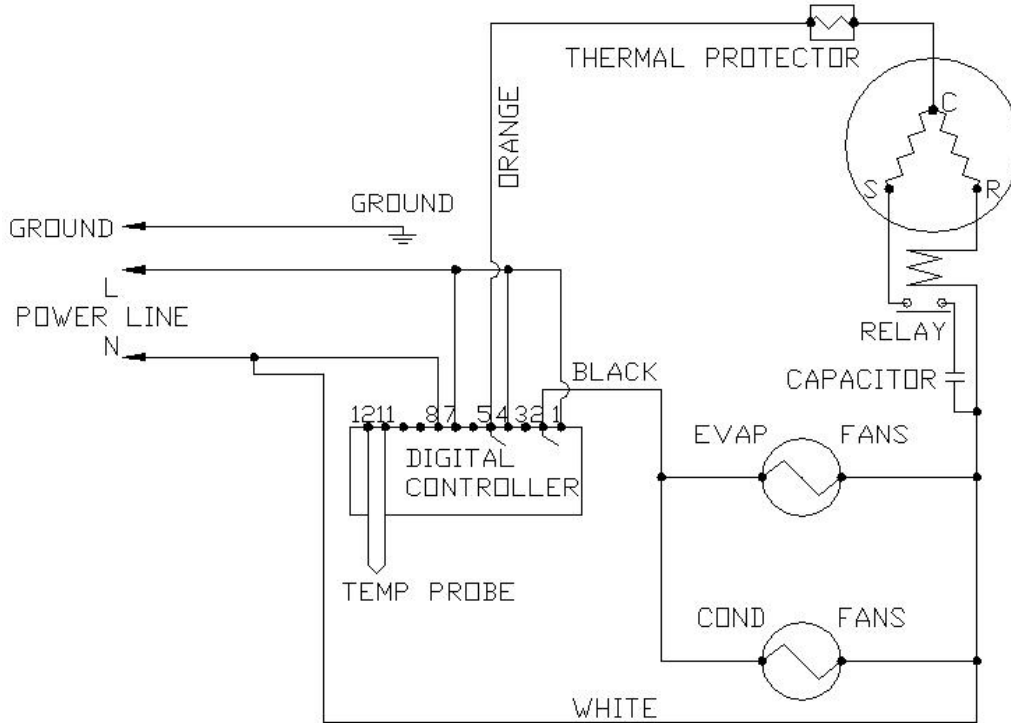 THERMAL PROTECTOR
ORANGE
C
S
R
GROUND
GROUND
L
POWER LINE
N
RELAY
BLACK
CAPACITOR
12 11 8 7 5 4 3 2 1
EVAP FANS
DIGITAL
CONTROLLER
TEMP PROBE
COND FANS
WHITE